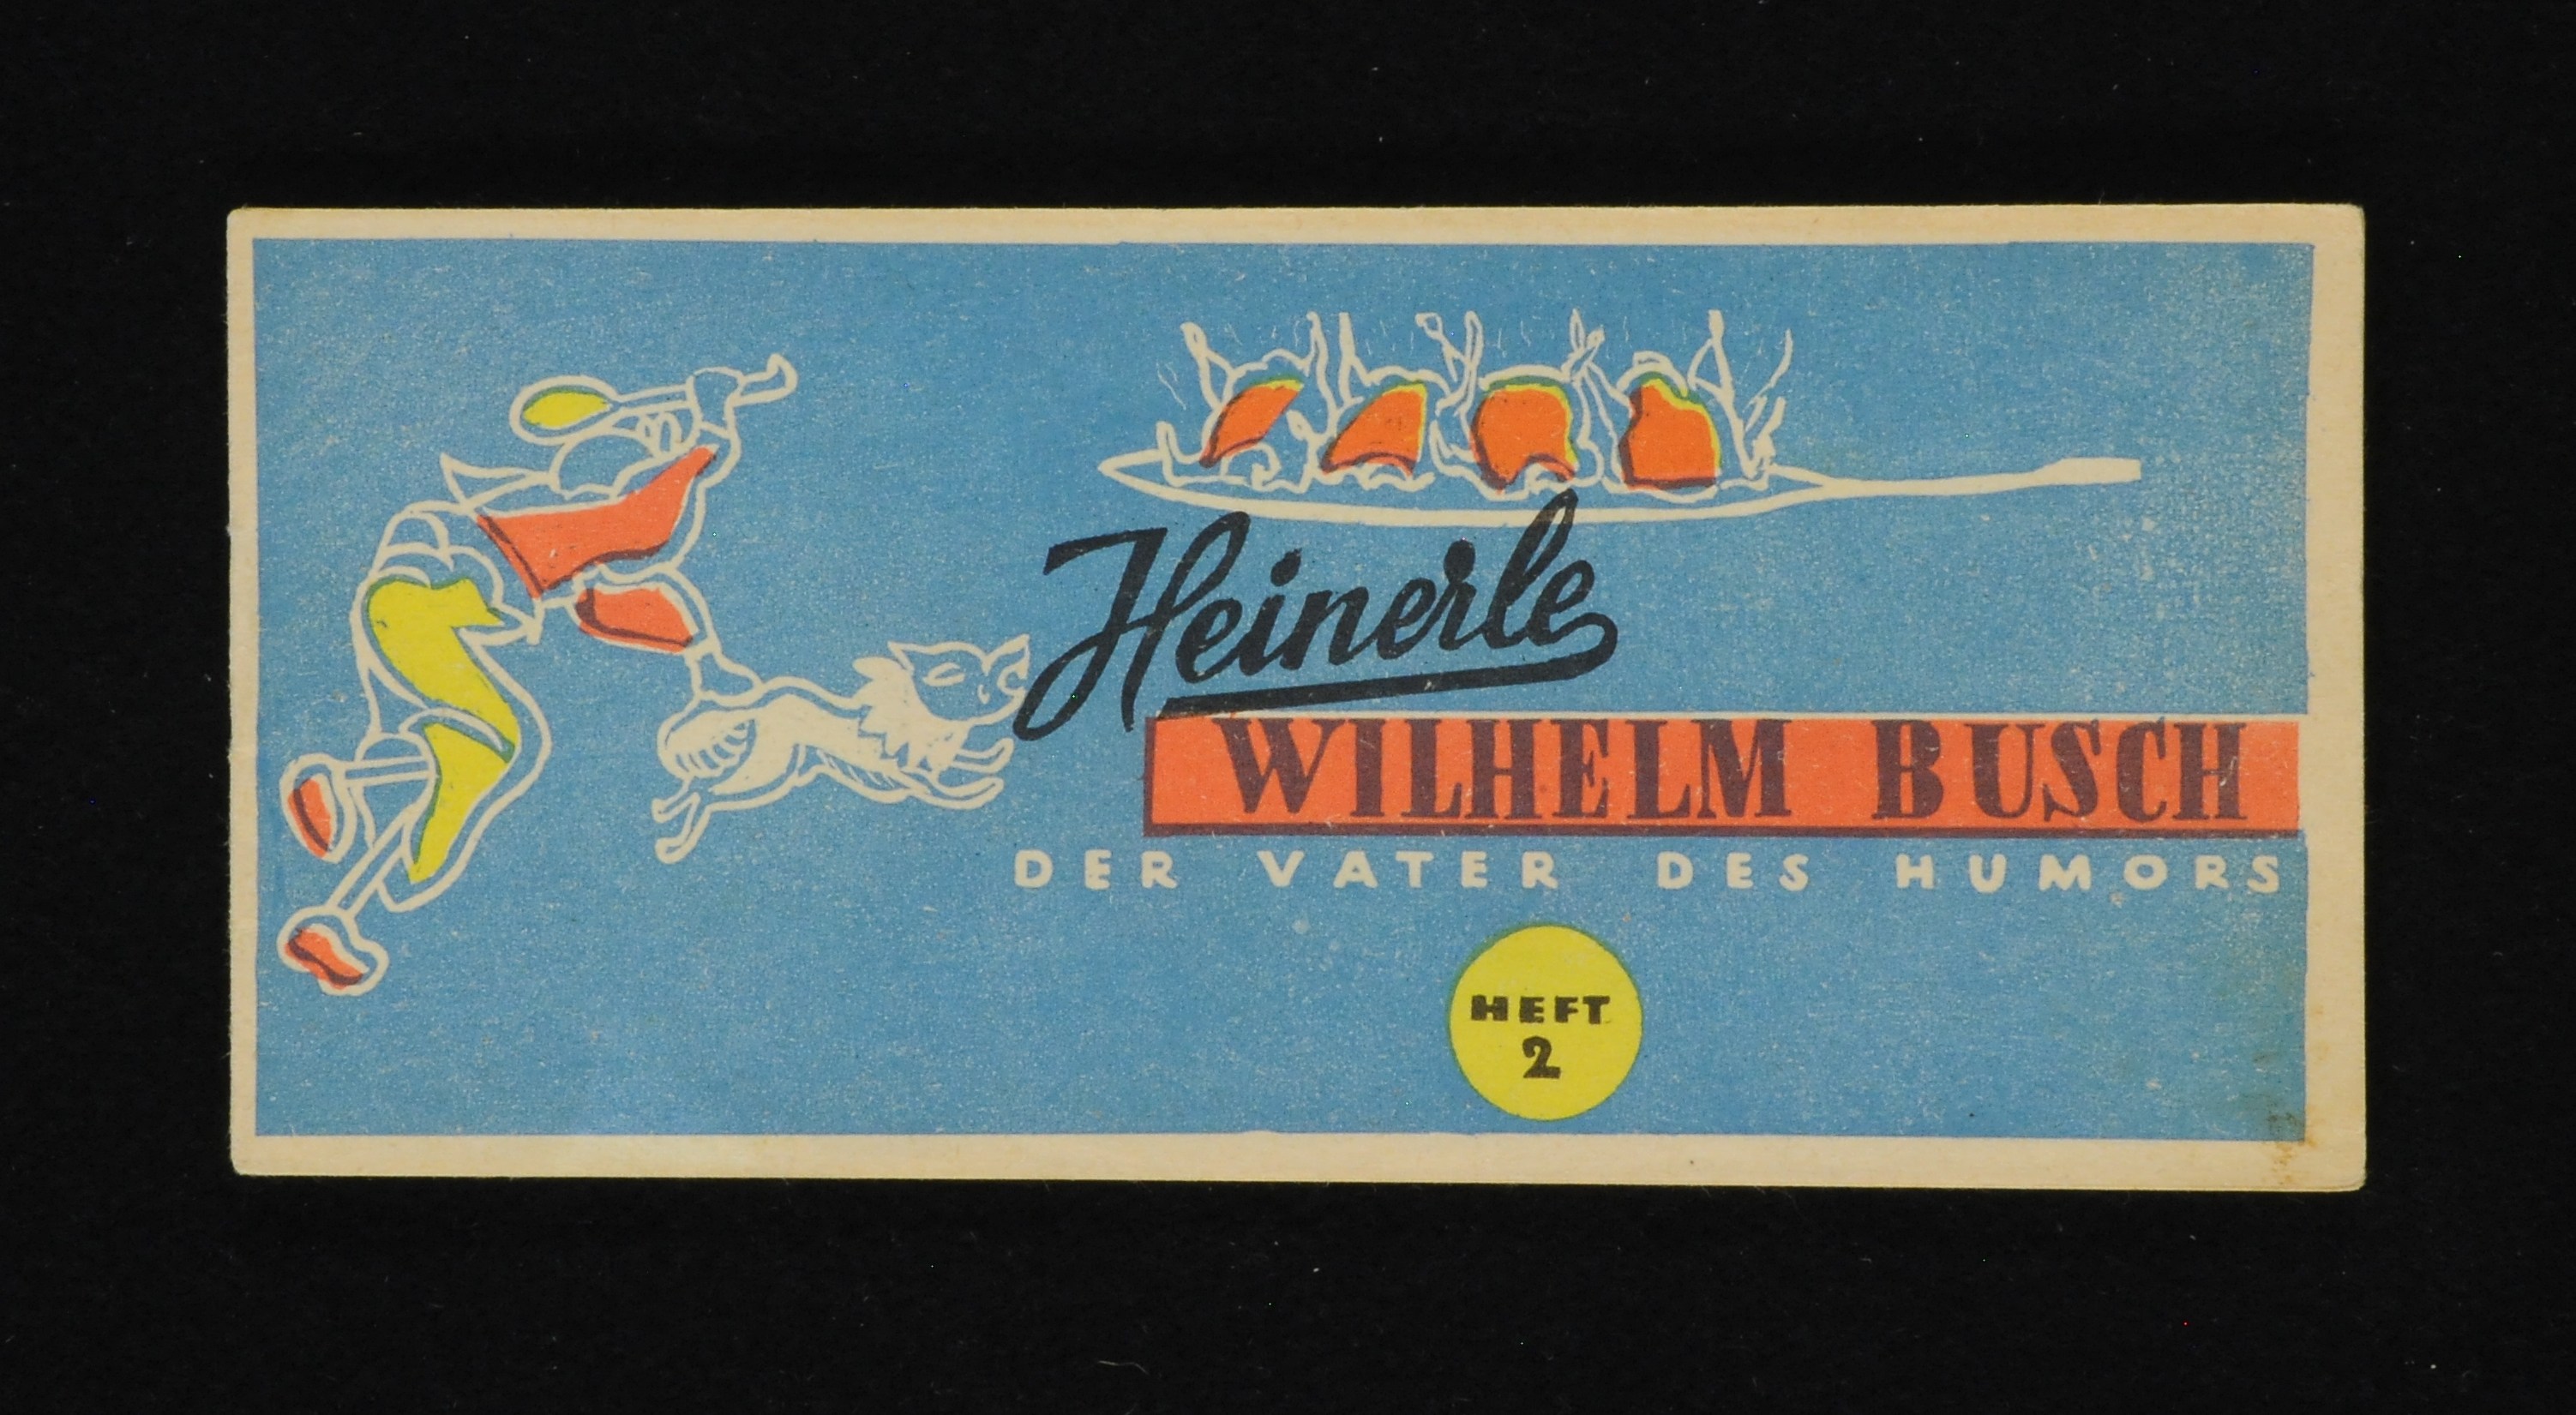 Heinerle
WILHELM BUSCH
DER VATER DES HUMORS
HEFT
2